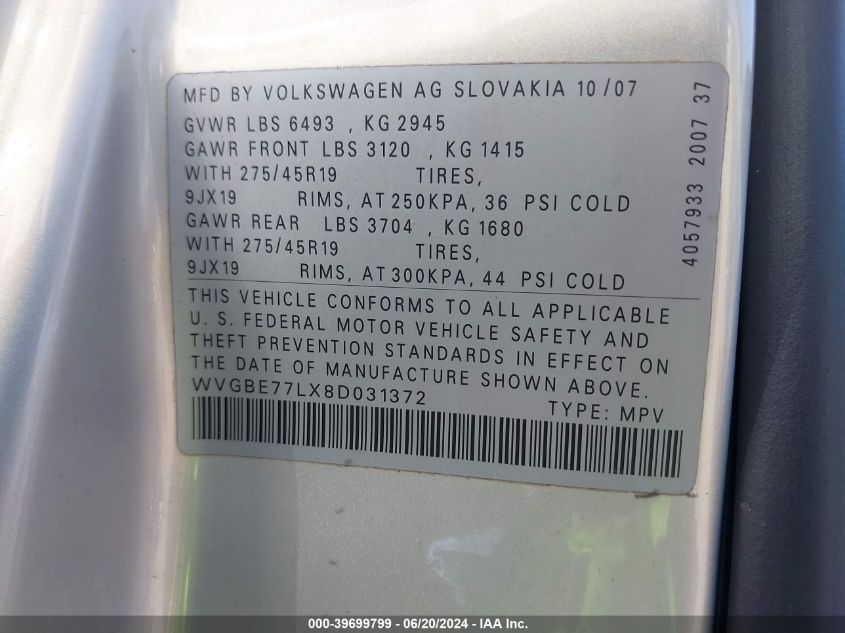 MFD BY VOLKSWAGEN AG SLOVAKIA 10/07
GVWR LBS 6493 , KG 2945
GAWR FRONT LBS 3120 , KG 1415
WITH 275/45R19 TIRES,
9JX19 RIMS, AT 250KPA, 36 PSI COLD
GAWR REAR LBS 3704 , KG 1680
WITH 275/45R19 TIRES,
9JX19 RIMS, AT 300KPA, 44 PSI COLD
THIS VEHICLE CONFORMS TO ALL APPLICABLE
U. S. FEDERAL MOTOR VEHICLE SAFETY AND
THEFT PREVENTION STANDARDS IN EFFECT ON
THE DATE OF MANUFACTURE SHOWN ABOVE.
WVGBE77LX8D031372 TYPE: MPV
4057933 2007 37
000-39699799 - 06/20/2024 - IAA Inc.